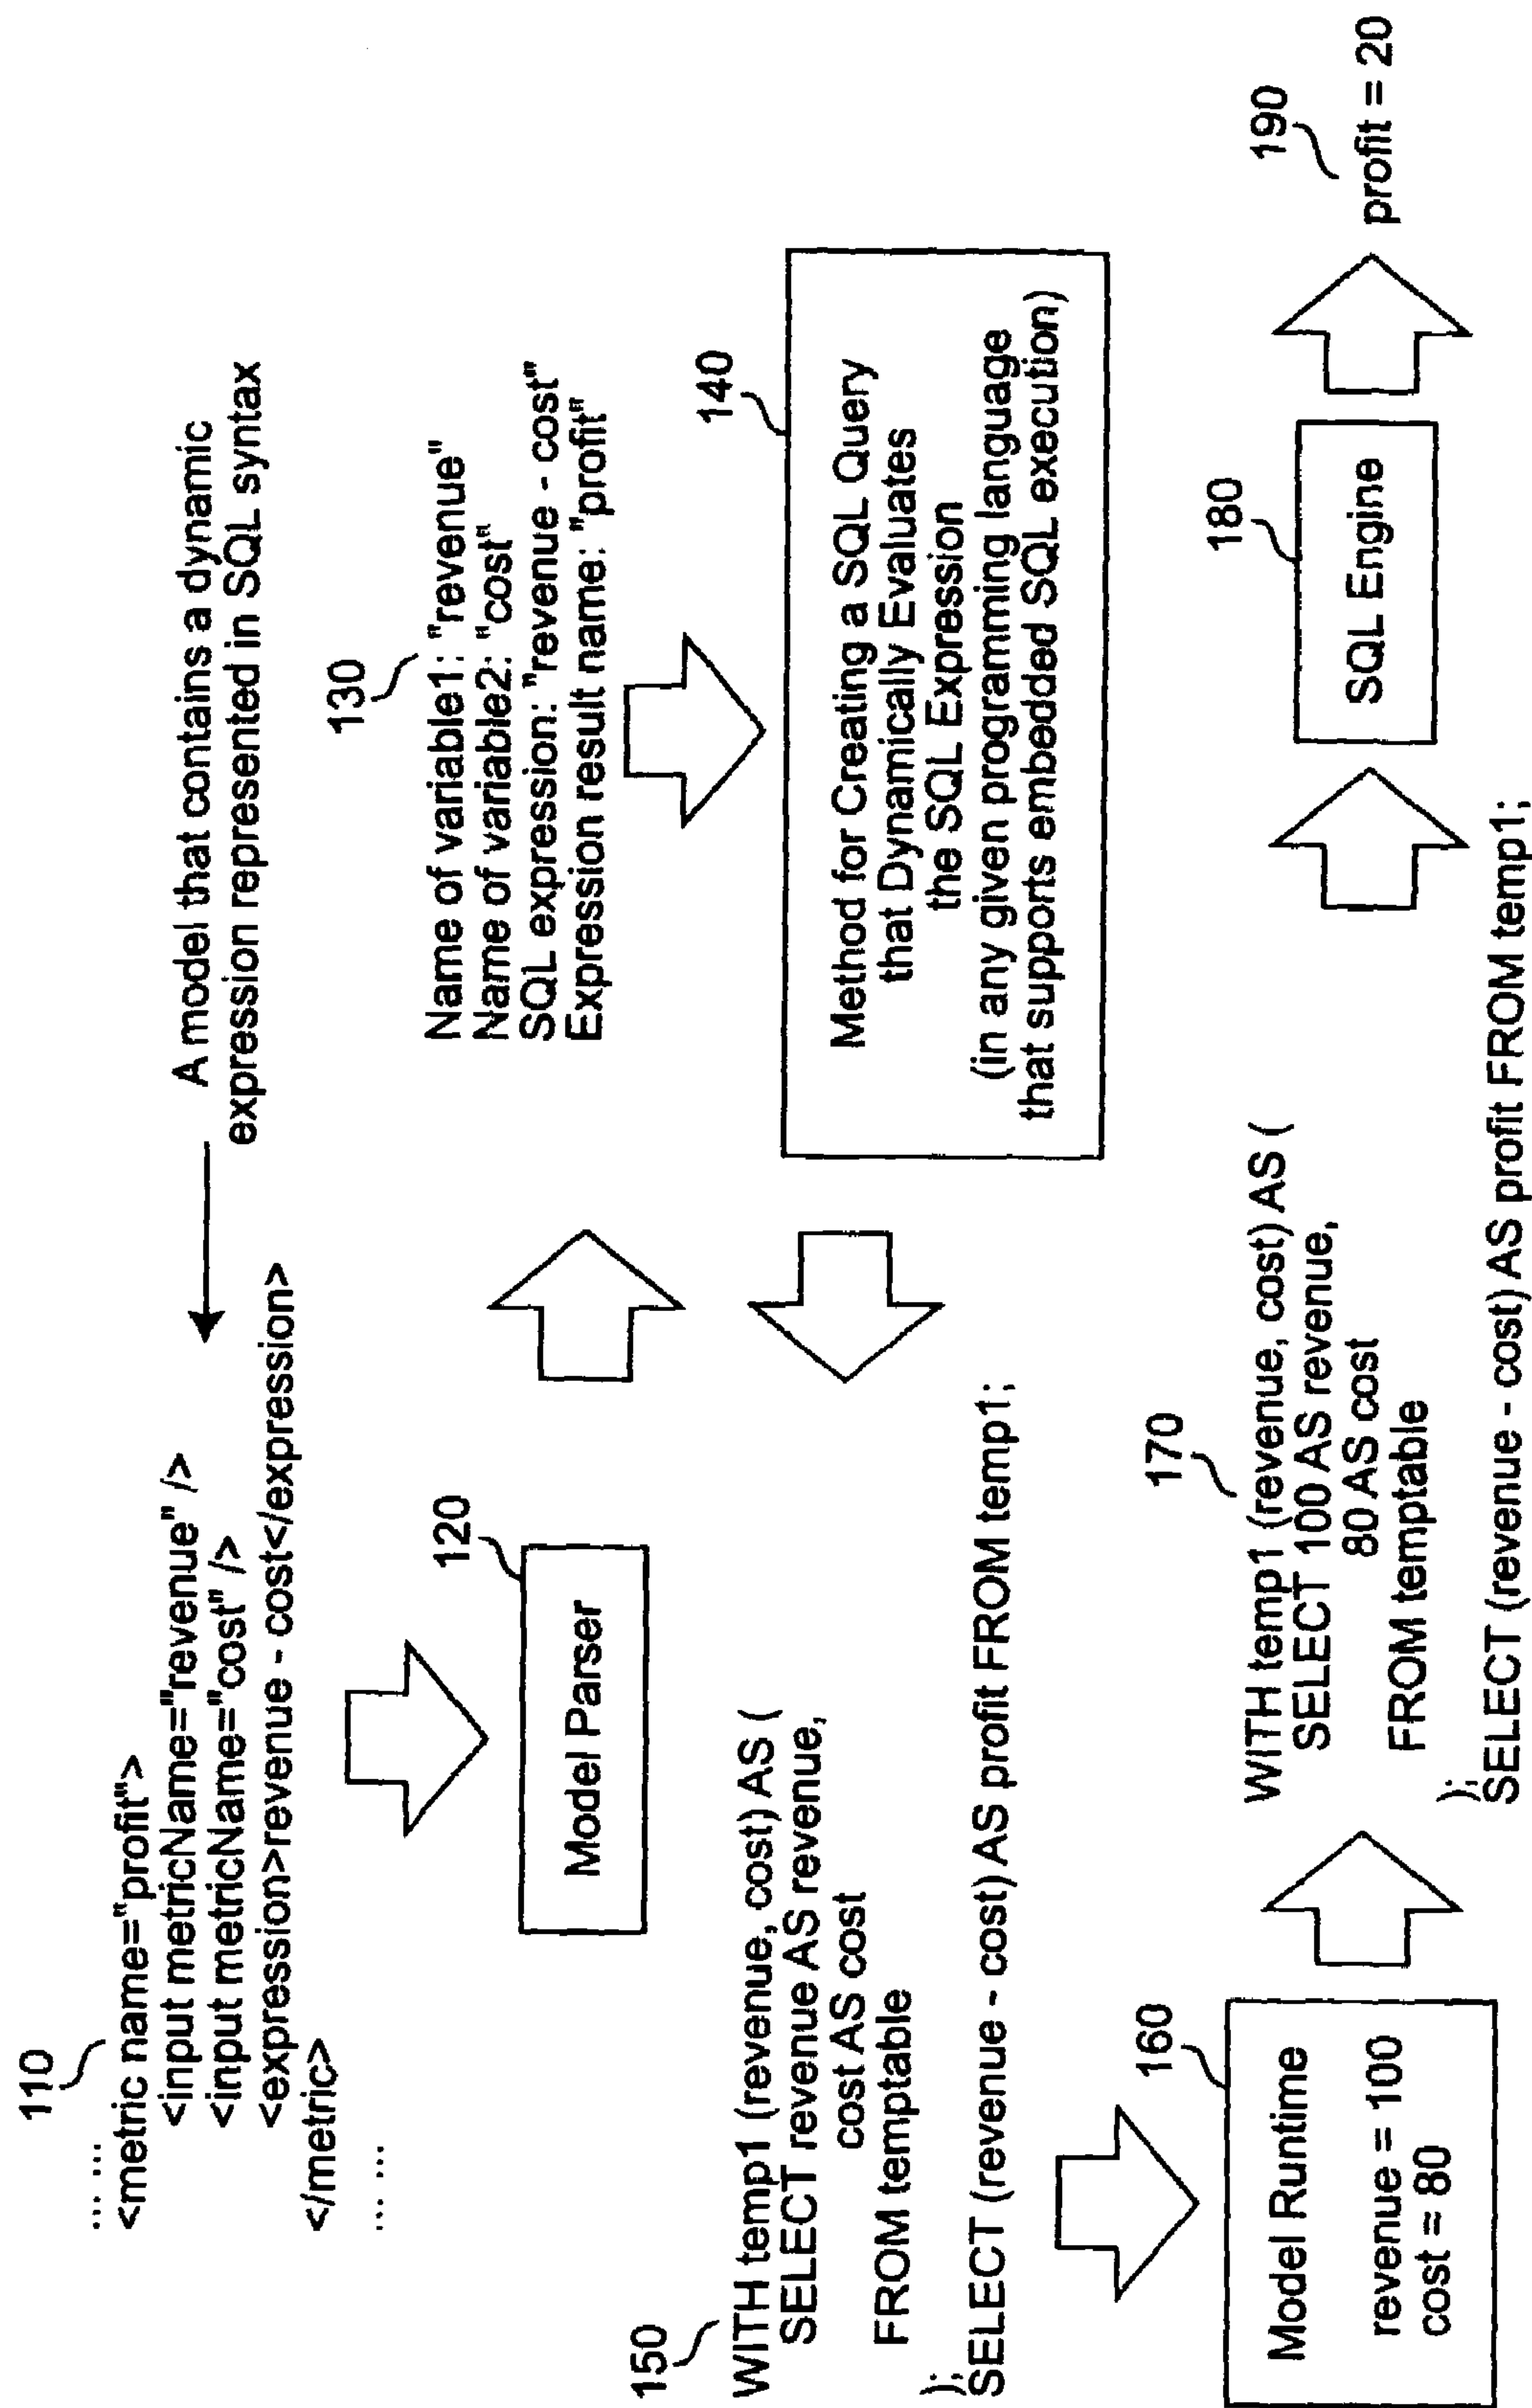 110
... ...
<metric name="profit">
<input metricName="revenue" />
<input metricName="cost" />
<expression>revenue - cost</expression>
</metric>
... ...
A model that contains a dynamic
expression represented in SQL syntax
120
Model Parser
130
Name of variable1: "revenue"
Name of variable2: "cost"
SQL expression: "revenue - cost"
Expression result name: "profit"
140
Method for Creating a SQL Query
that Dynamically Evaluates
the SQL Expression
(in any given programming language
that supports embedded SQL execution)
150
WITH temp1 (revenue, cost) AS (
SELECT revenue AS revenue,
cost AS cost
FROM temptable
);
SELECT (revenue - cost) AS profit FROM temp1;
160
Model Runtime
revenue = 100
cost = 80
170
WITH temp1 (revenue, cost) AS (
SELECT 100 AS revenue,
80 AS cost
FROM temptable
);
SELECT (revenue - cost) AS profit FROM temp1;
180
SQL Engine
190
profit = 20